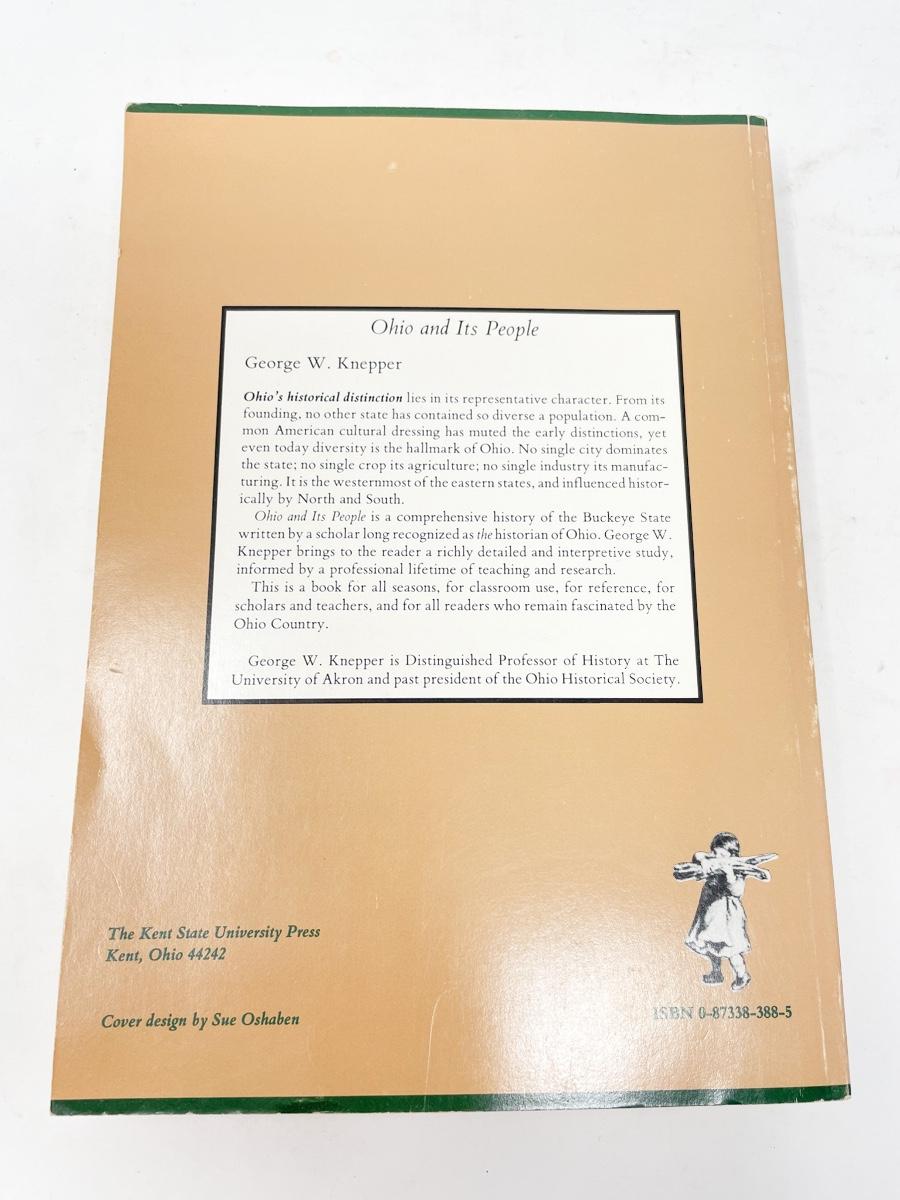 Ohio and Its People
George W. Knepper
Ohio's historical distinction lies in its representative character. From its
founding, no other state has contained so diverse a population. A com-
mon American cultural dressing has muted the early distinctions, yet
even today diversity is the hallmark of Ohio. No single city dominates
the state; no single crop its agriculture; no single industry its manufac-
turing. It is the westernmost of the eastern states, and influenced histor-
ically by North and South.
Ohio and Its People is a comprehensive history of the Buckeye State
written by a scholar long recognized as the historian of Ohio. George W.
Knepper brings to the reader a richly detailed and interpretive study,
informed by a professional lifetime of teaching and research.
This is a book for all seasons, for classroom use, for reference, for
scholars and teachers, and for all readers who remain fascinated by the
Ohio Country.
George W. Knepper is Distinguished Professor of History at The
University of Akron and past president of the Ohio Historical Society.
The Kent State University Press
Kent, Ohio 44242
Cover design by Sue Oshaben
ISBN 0-87338-388-5